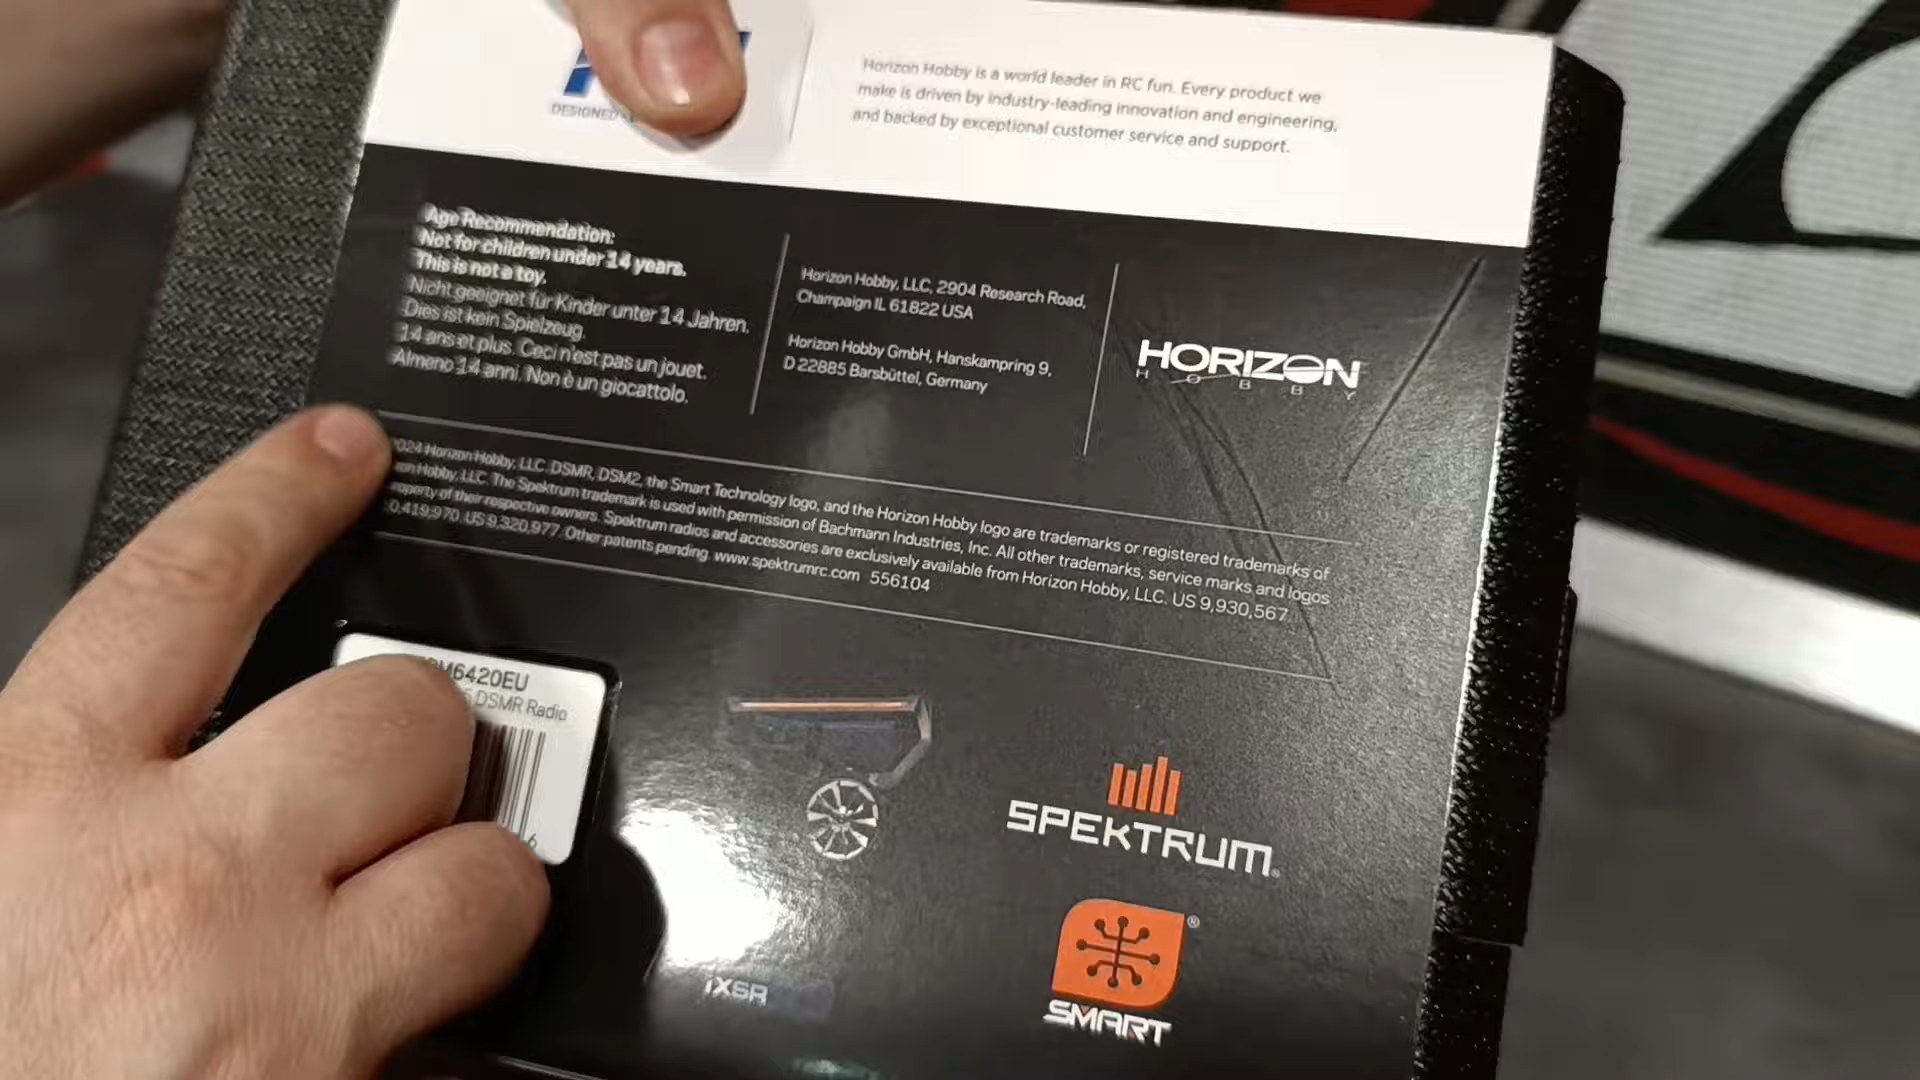 DESIGNED
Horizon Hobby is a world leader in RC fun. Every product we
make is driven by industry-leading innovation and engineering,
and backed by exceptional customer service and support.
Age Recommendation:
Not for children under 14 years.
This is not a toy.
Nicht geeignet für Kinder unter 14 Jahren.
Dies ist kein Spielzeug.
14 ans et plus. Ceci n'est pas un jouet.
Almeno 14 anni. Non è un giocattolo.
Horizon Hobby, LLC, 2904 Research Road,
Champaign IL 61822 USA
Horizon Hobby GmbH, Hanskampring 9,
D 22885 Barsbüttel, Germany
HORIZON
HOBBY
2024 Horizon Hobby, LLC. DSMR, DSM2, the Smart Technology logo, and the Horizon Hobby logo are trademarks or registered trademarks of
Hobby, LLC. The Spektrum trademark is used with permission of Bachmann Industries, Inc. All other trademarks, service marks and logos
of their respective owners. Spektrum radios and accessories are exclusively available from Horizon Hobby, LLC. US 9,930,567
0,419,970. US 9,320,977. Other patents pending. www.spektrumrc.com 556104
M6420EU
DSMR Radio
6
SPEKTRUM®
®
SMART
iXSR